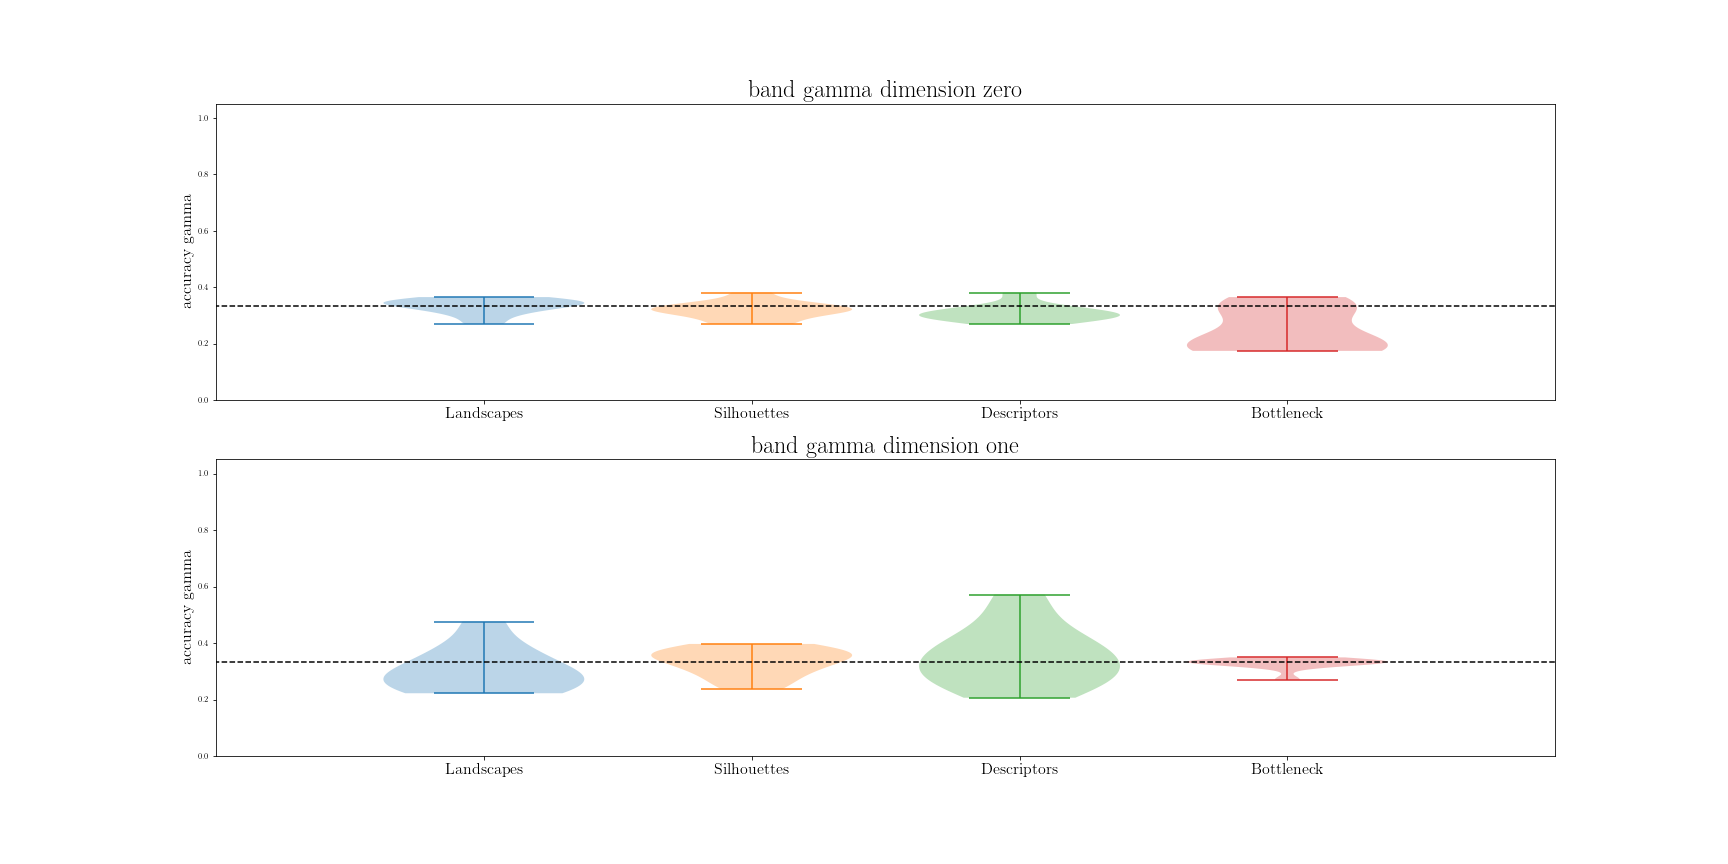 band gamma dimension zero
1.0
0.8
0.6
0.4
0.2
0.0
accuracy gamma
Landscapes Silhouettes Descriptors Bottleneck
band gamma dimension one
1.0
0.8
0.6
0.4
0.2
0.0
accuracy gamma
Landscapes Silhouettes Descriptors Bottleneck